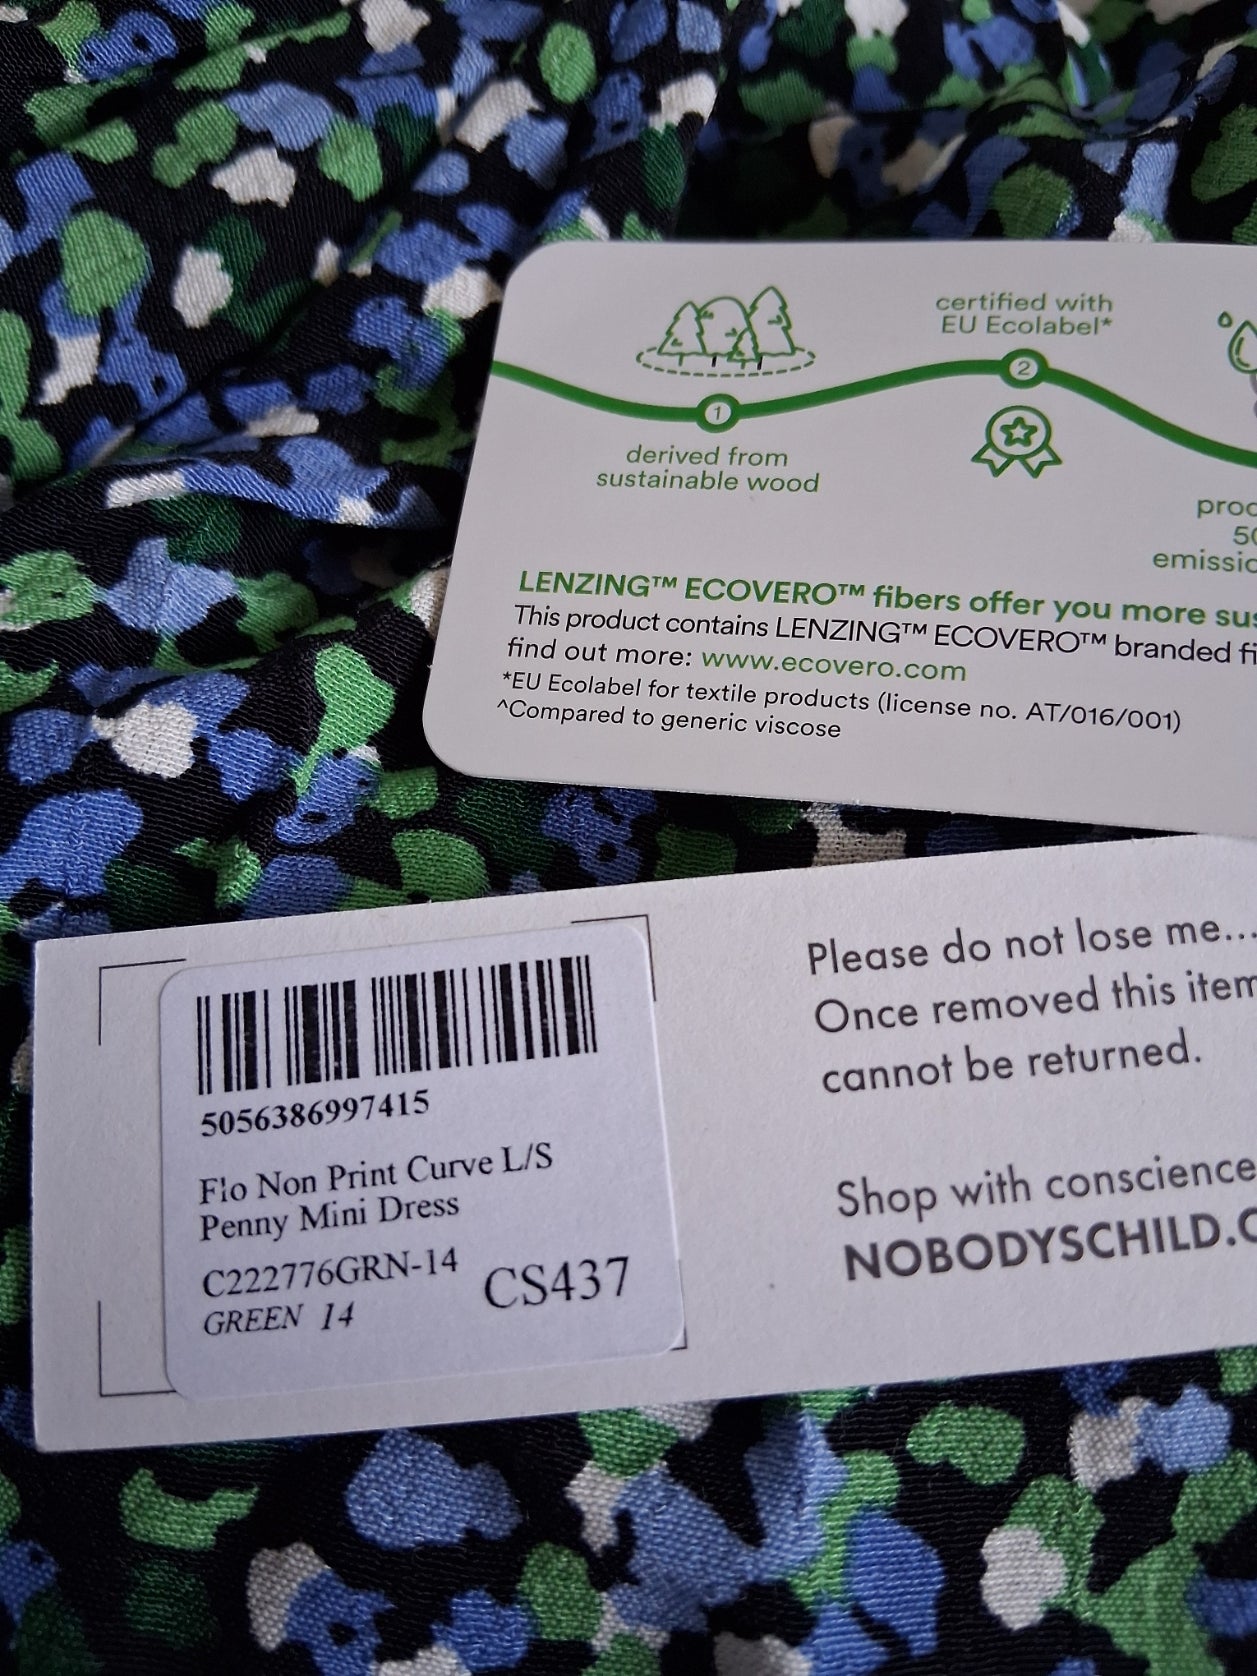 certified with
EU Ecolabel*
2
1
derived from
sustainable wood
LENZING™ ECOVERO™ fibers offer you more
This product contains LENZING™ ECOVERO™ branded
find out more: www.ecovero.com
*EU Ecolabel for textile products (license no. AT/016/001)
^Compared to generic viscose
Please do not lose me...
Once removed this item
cannot be returned.
Shop with conscience
NOBODYSCHILD.C
5056386997415
Flo Non Print Curve L/S
Penny Mini Dress
C222776GRN-14
CS437
GREEN 14